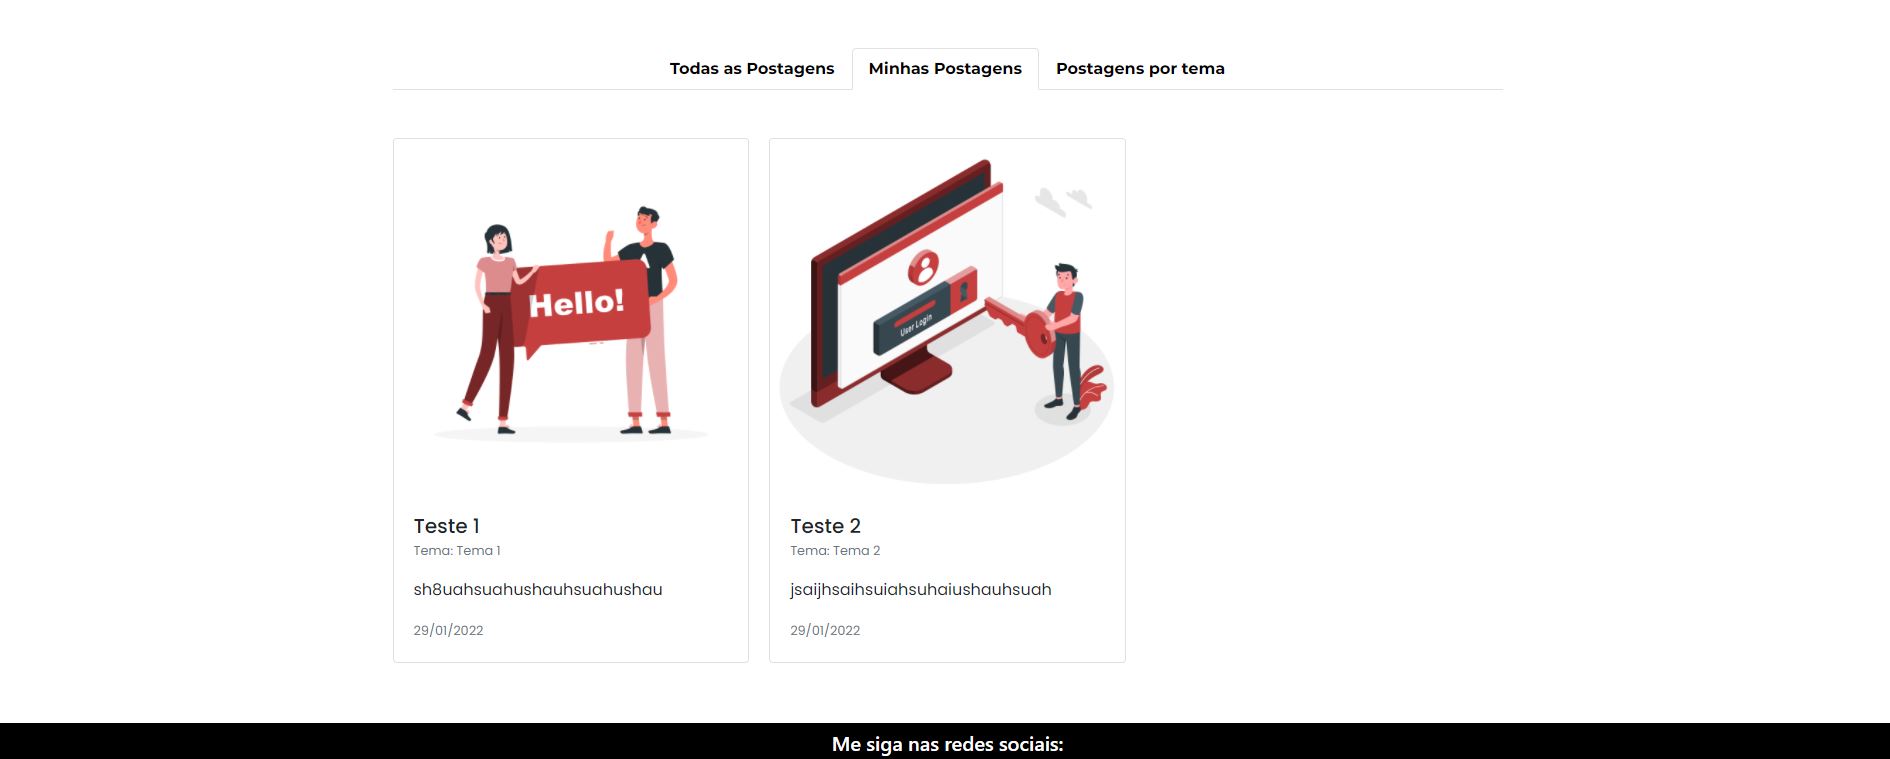 Todas as Postagens
Minhas Postagens
Postagens por tema
Hello!
User Login
Teste 1
Tema: Tema 1
sh8uahsuahushauhsuahushau
29/01/2022
Teste 2
Tema: Tema 2
jsaijhsaihsuiahsuhaiushauhsuah
29/01/2022
Me siga nas redes sociais: